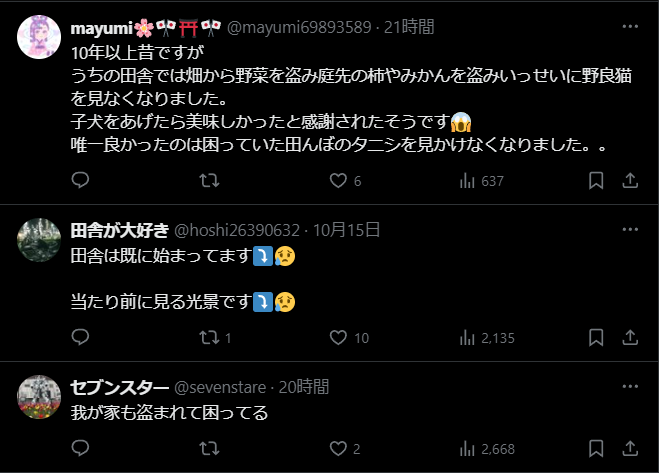 mayumi🌸🇯🇵⛩️🇯🇵 @mayumi69893589 · 21時間
10年以上昔ですが
うちの田舎では畑から野菜を盗み庭先の柿やみかんを盗みいっせいに野良猫
を見なくなりました。
子犬をあげたら美味しかったと感謝されたそうです😱
唯一良かったのは困っていた田んぼのタニシを見かけなくなりました。。
6 637
田舎が大好き @hoshi26390632 · 10月15日
田舎は既に始まってます⤵️😥
当たり前に見る光景です⤵️😥
1 10 2,135
セブンスター @sevenstare · 20時間
我が家も盗まれて困ってる
2 2,668